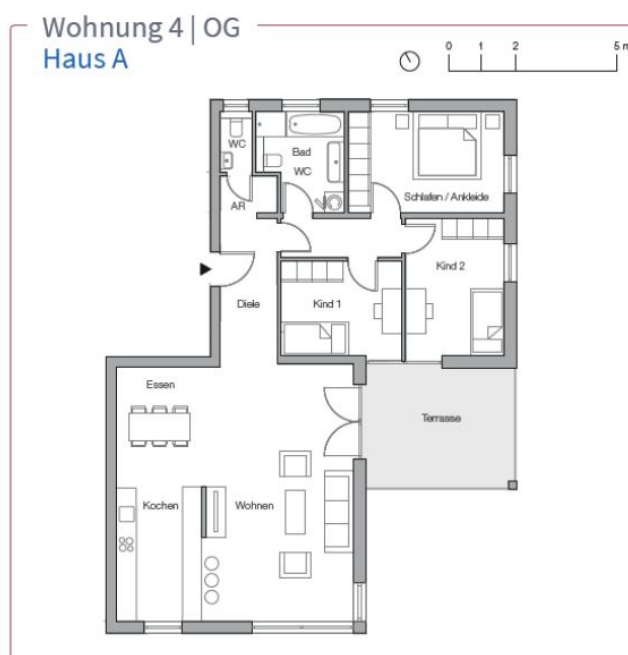 Wohnung 4 | OG
Haus A
0 1 2 5 m
WC
Bad
WC
AR
Schlafen / Ankleide
Kind 2
Diele
Kind 1
Essen
Terrasse
Kochen
Wohnen